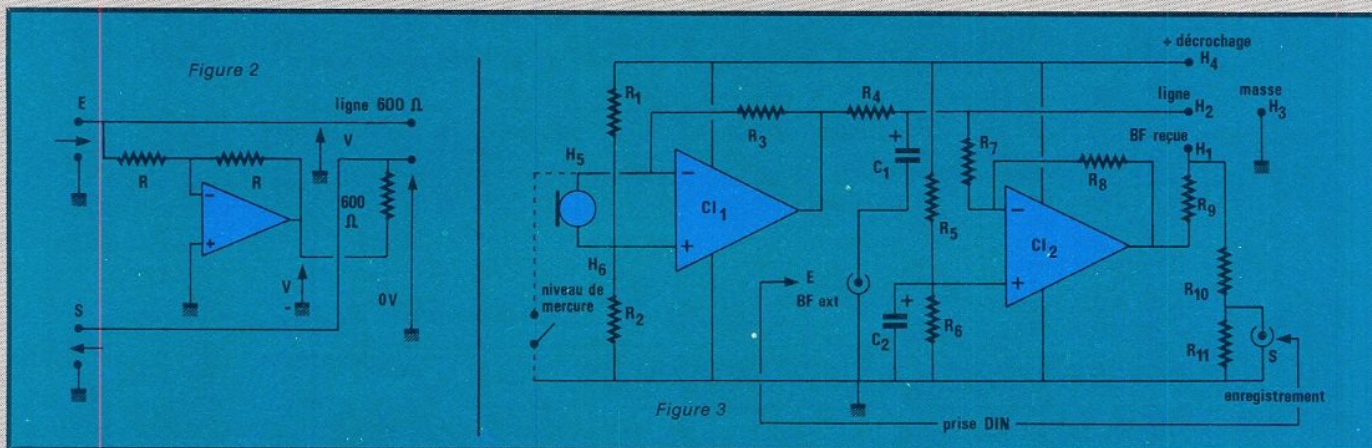 Figure 2
E
ligne 600 Ω
V
R
R
600
Ω
−
+
V
-
0V
S
+ décrochage
H4
R1
R3
R4
ligne
H2
masse
H3
BF reçue
H1
H5
CI1
−
+
+
C1
R7
R8
R9
R5
CI2
−
+
H6
niveau de
mercure
R2
E
BF ext
+
C2
R6
R10
R11
S
enregistrement
Figure 3
prise DIN